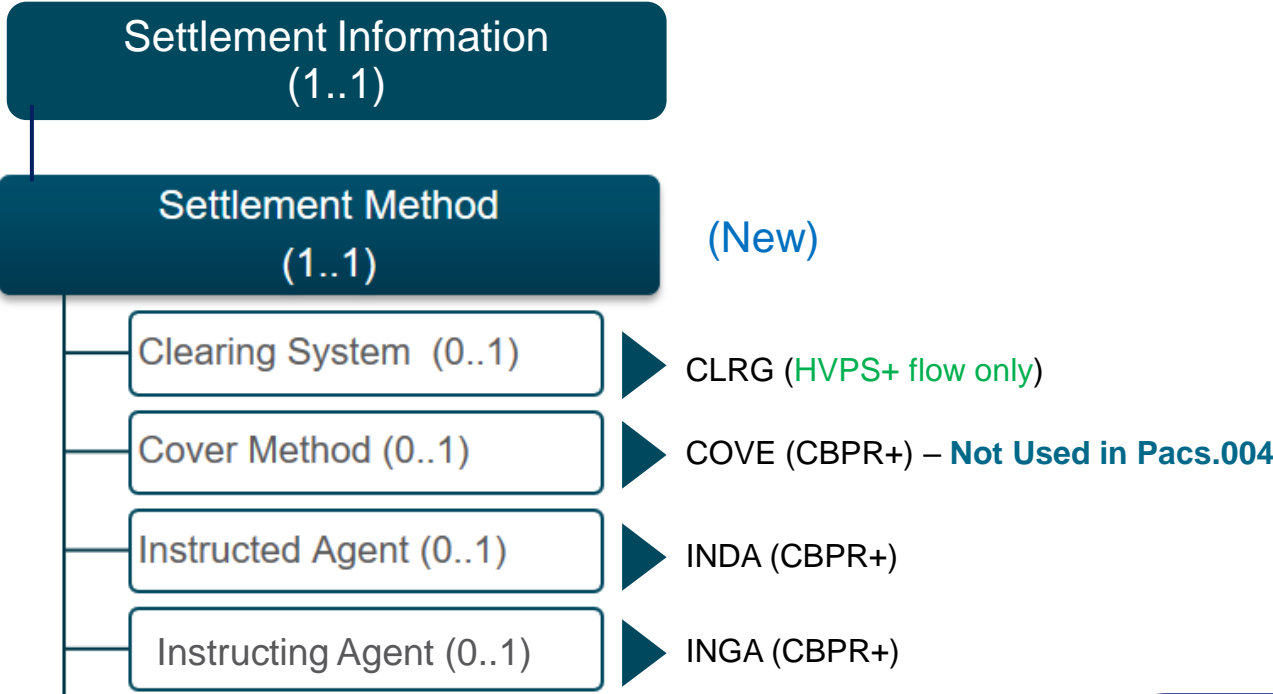 Settlement Information
(1..1)
Settlement Method
(1..1)
(New)
Clearing System (0..1)
CLRG (HVPS+ flow only)
Cover Method (0..1)
COVE (CBPR+) – Not Used in Pacs.004
Instructed Agent (0..1)
INDA (CBPR+)
Instructing Agent (0..1)
INGA (CBPR+)